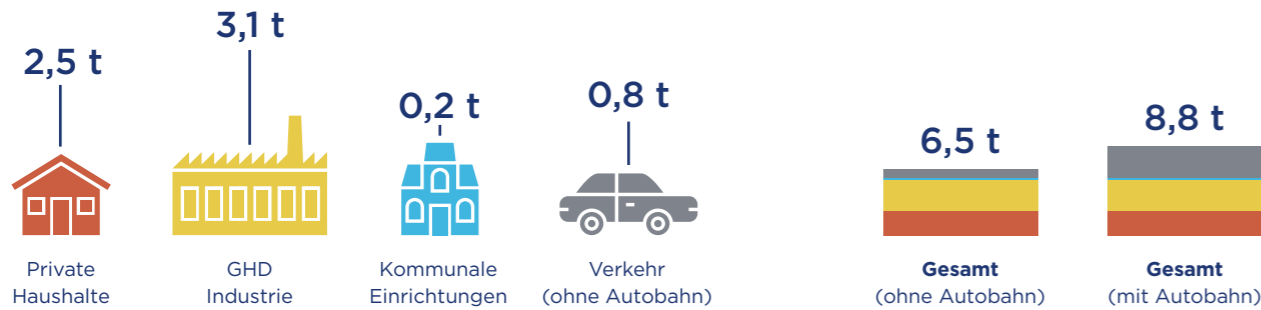 2,5 t
3,1 t
0,2 t
0,8 t
6,5 t
8,8 t
Private
Haushalte
GHD
Industrie
Kommunale
Einrichtungen
Verkehr
(ohne Autobahn)
Gesamt
(ohne Autobahn)
Gesamt
(mit Autobahn)